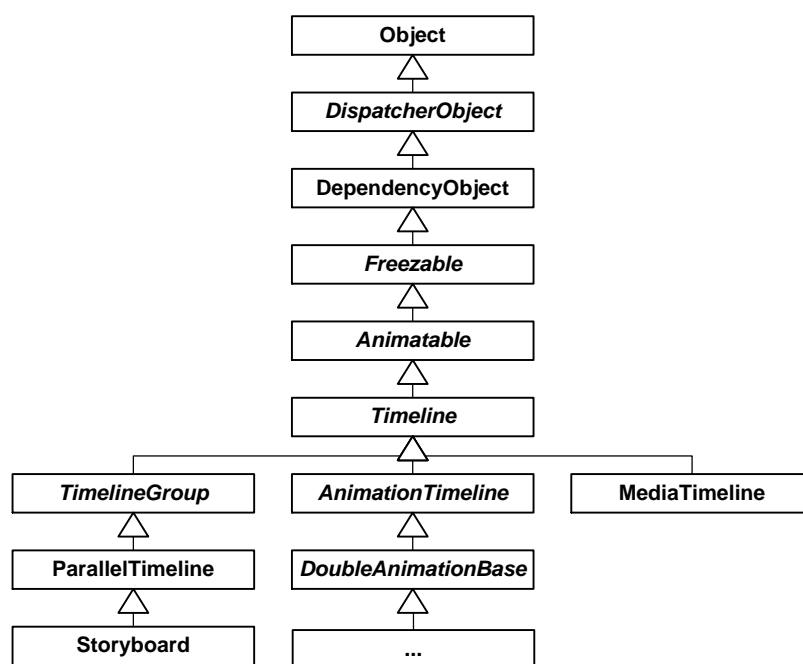 Object
DispatcherObject
DependencyObject
Freezable
Animatable
Timeline
TimelineGroup AnimationTimeline MediaTimeline
ParallelTimeline DoubleAnimationBase
Storyboard ...